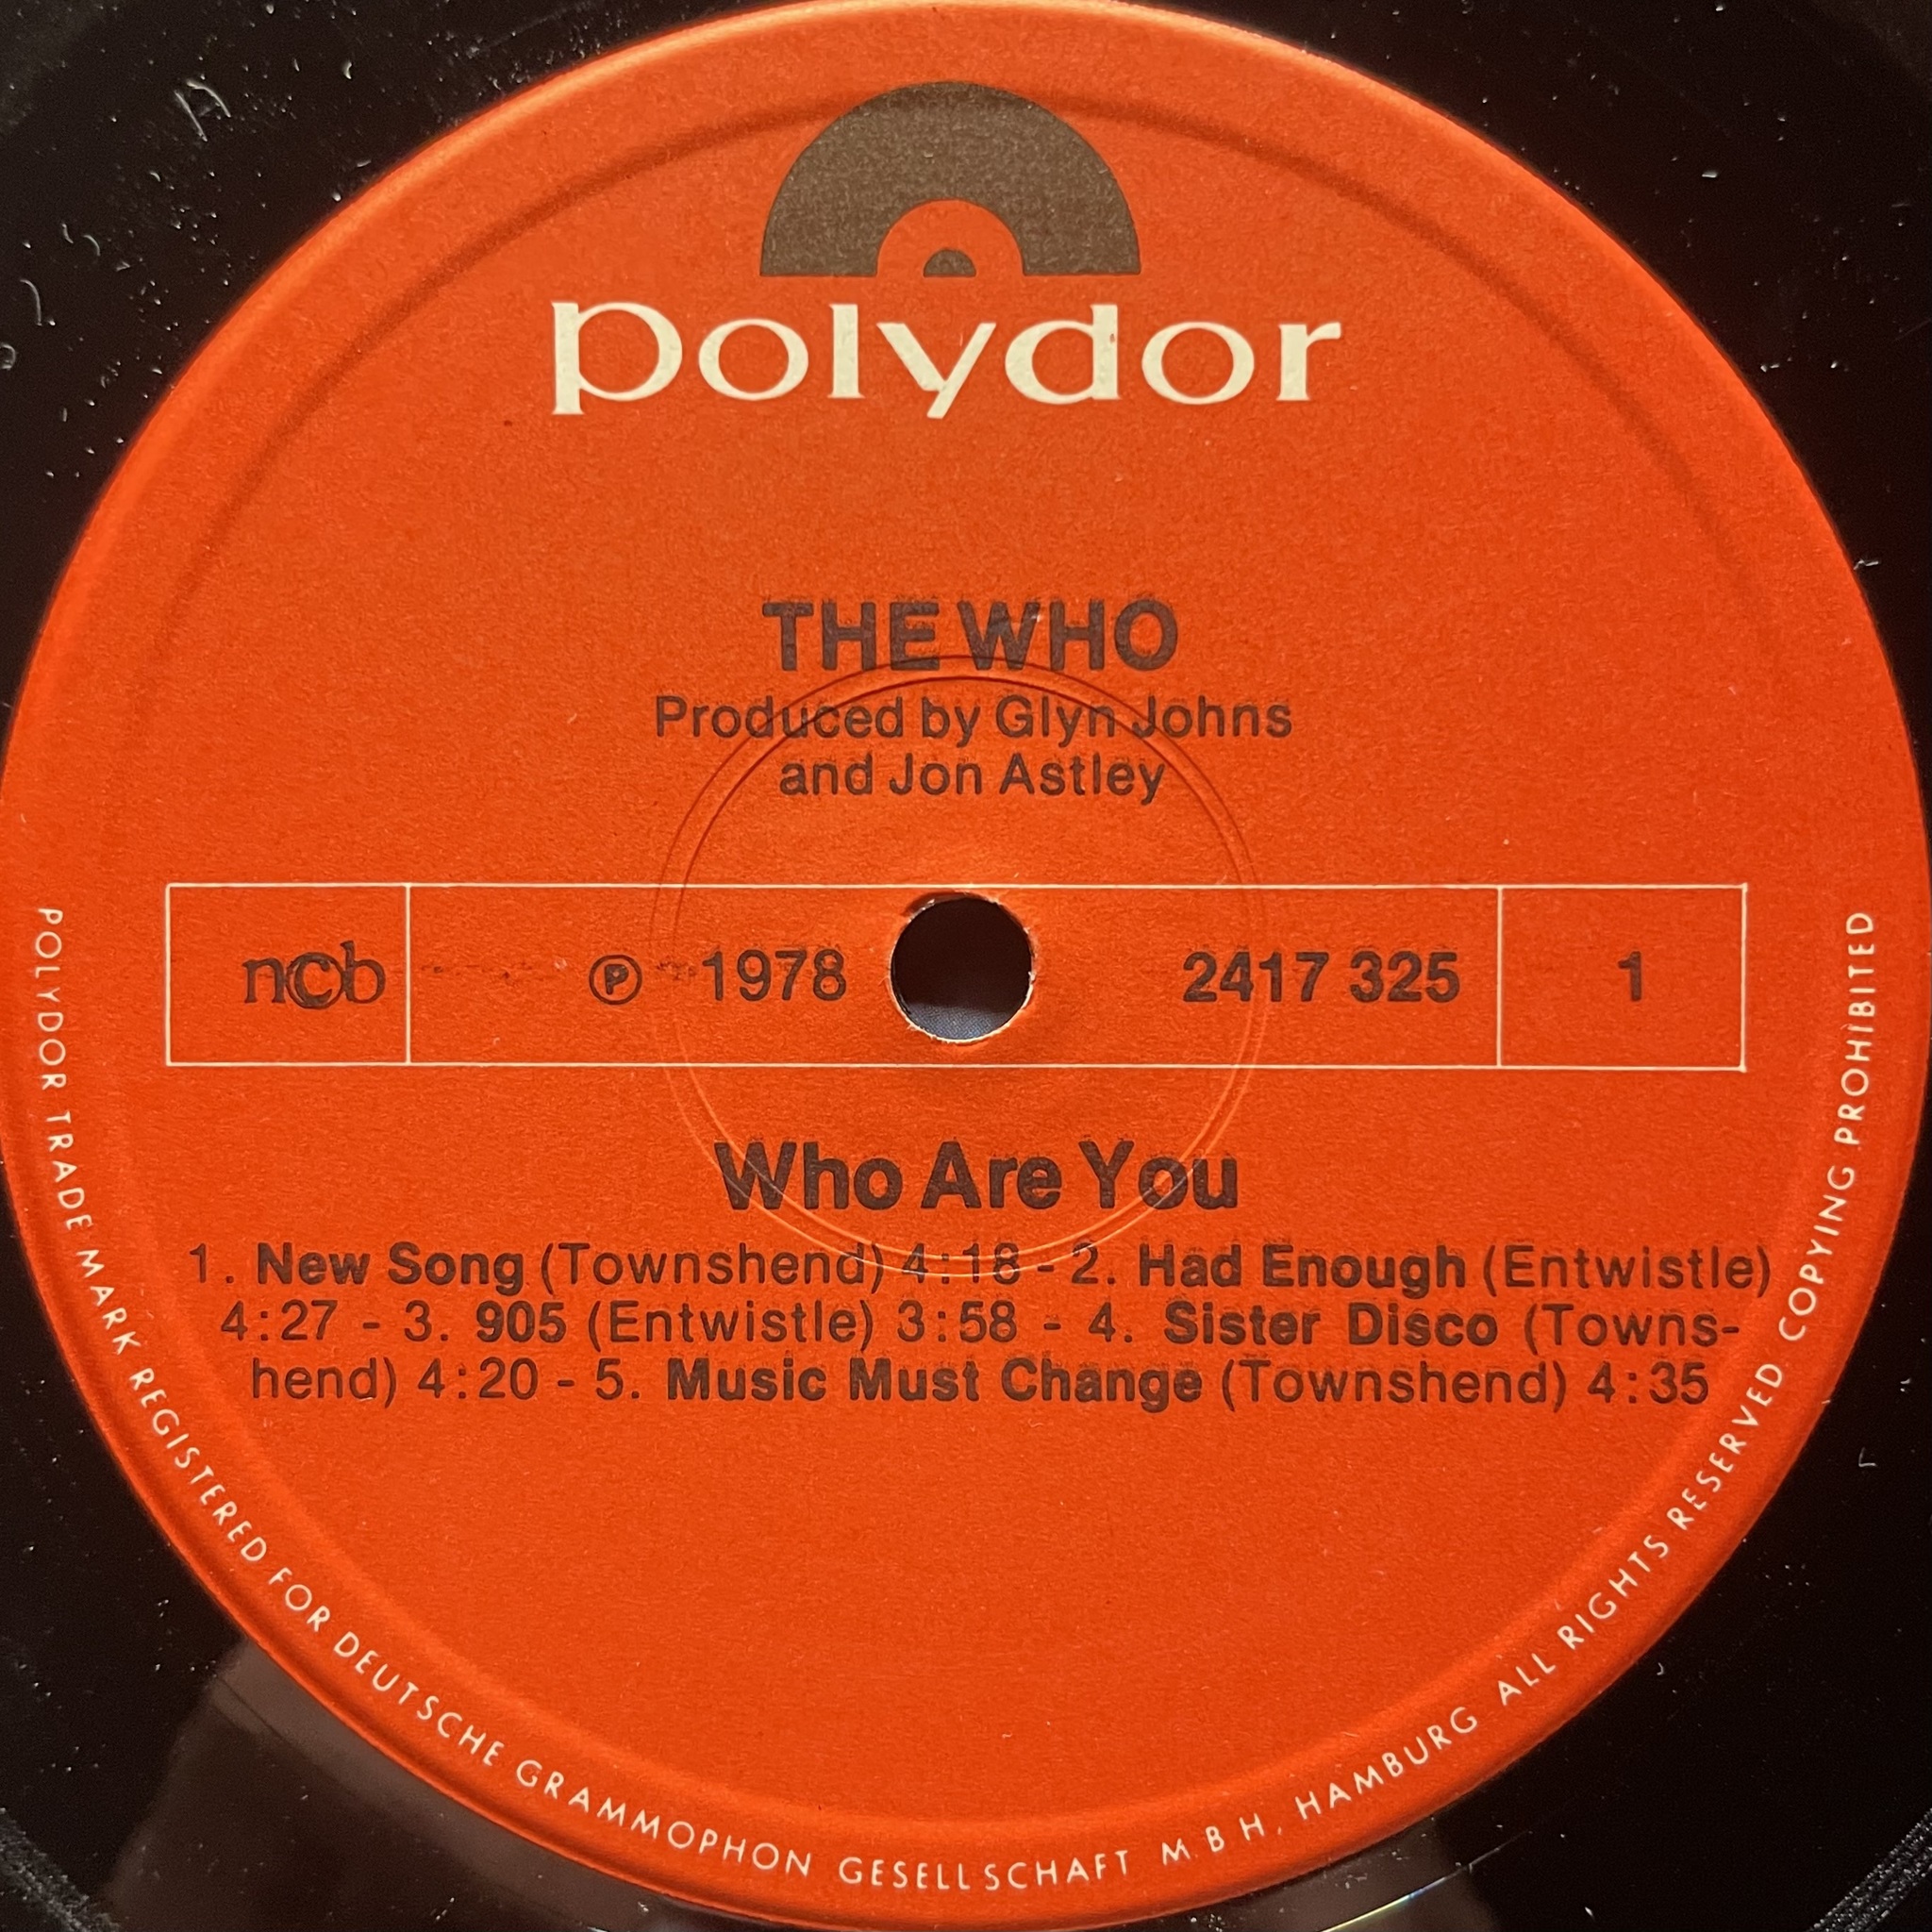 polydor
THE WHO
Produced by Glyn Johns
and Jon Astley
ncb
Ⓟ 1978
2417 325
1
Who Are You
1. New Song (Townshend) 4:18 - 2. Had Enough (Entwistle)
4:27 - 3. 905 (Entwistle) 3:58 - 4. Sister Disco (Towns-
hend) 4:20 - 5. Music Must Change (Townshend) 4:35
POLYDOR TRADE MARK REGISTERED FOR DEUTSCHE GRAMMOPHON GESELLSCHAFT M B H, HAMBURG ALL RIGHTS RESERVED COPYING PROHIBITED